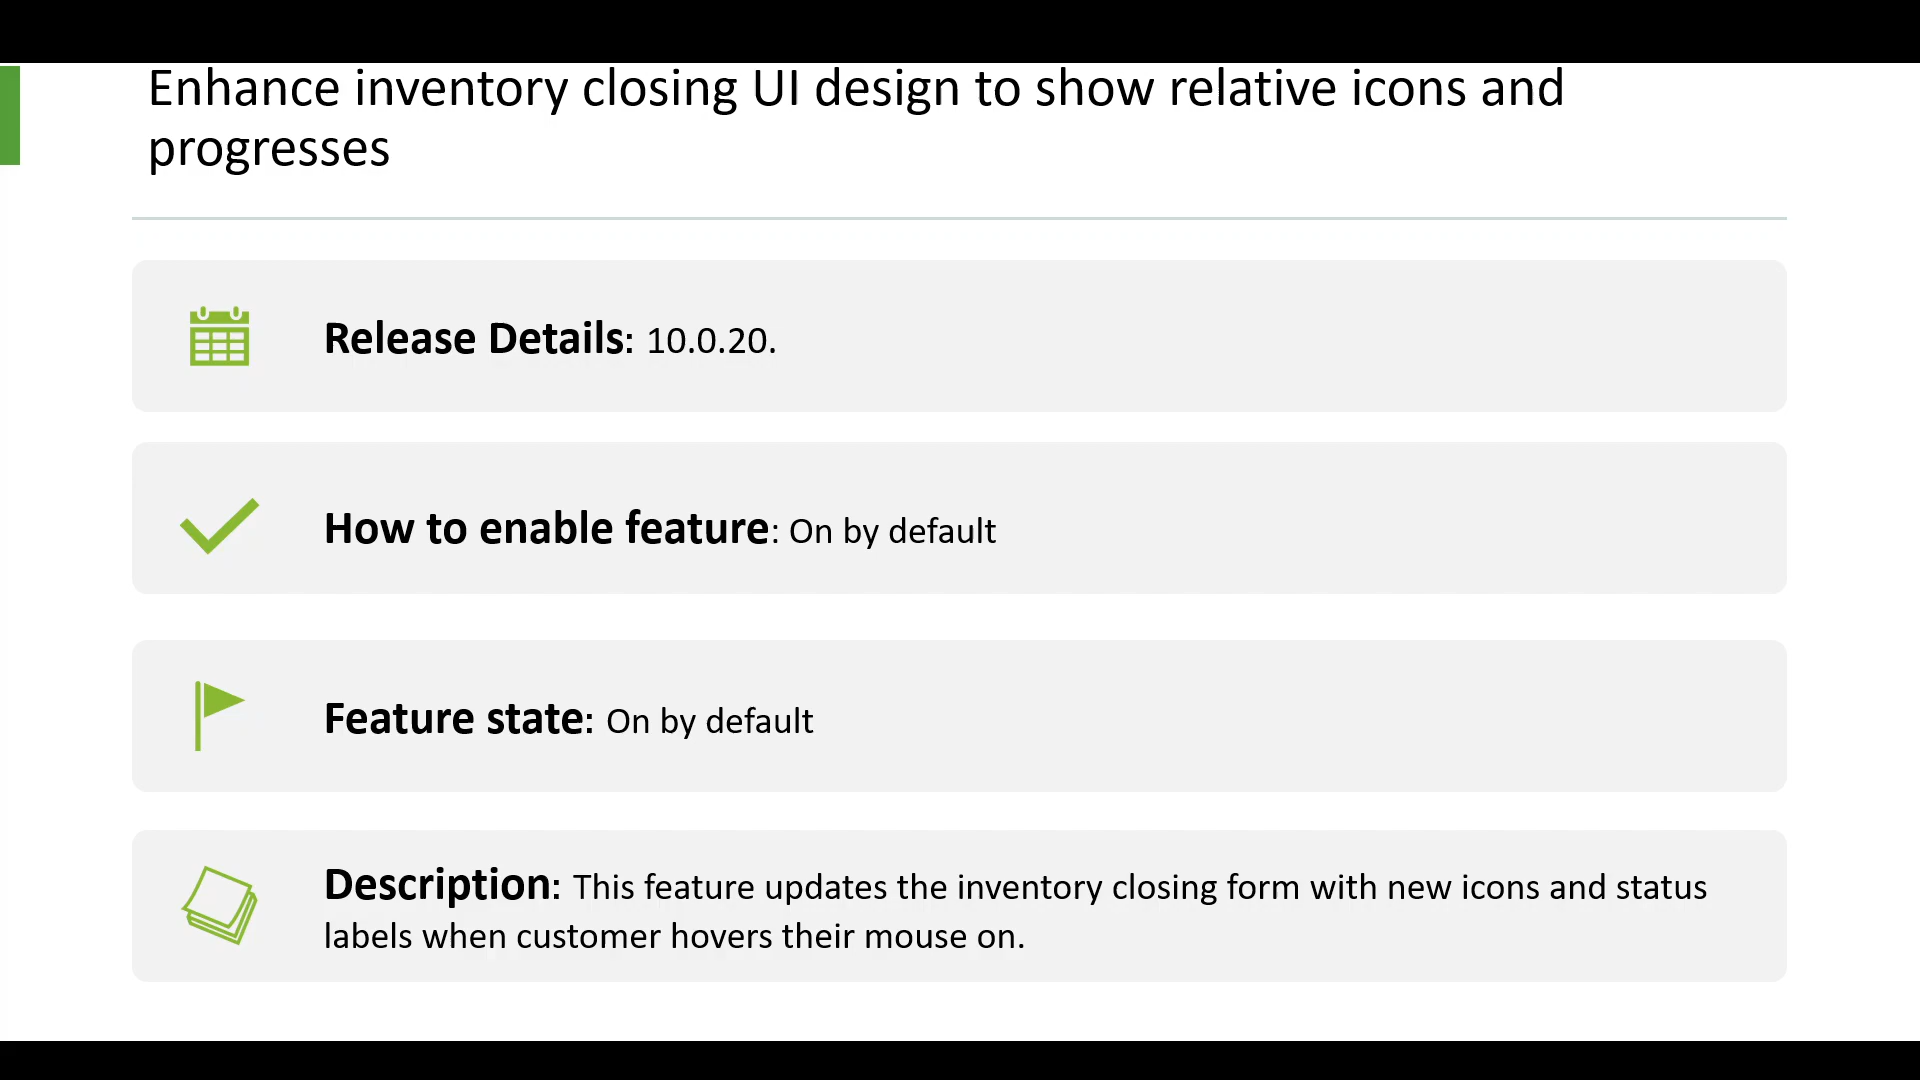 Enhance inventory closing UI design to show relative icons and
progresses
Release Details: 10.0.20.
How to enable feature: On by default
Feature state: On by default
Description: This feature updates the inventory closing form with new icons and status
labels when customer hovers their mouse on.